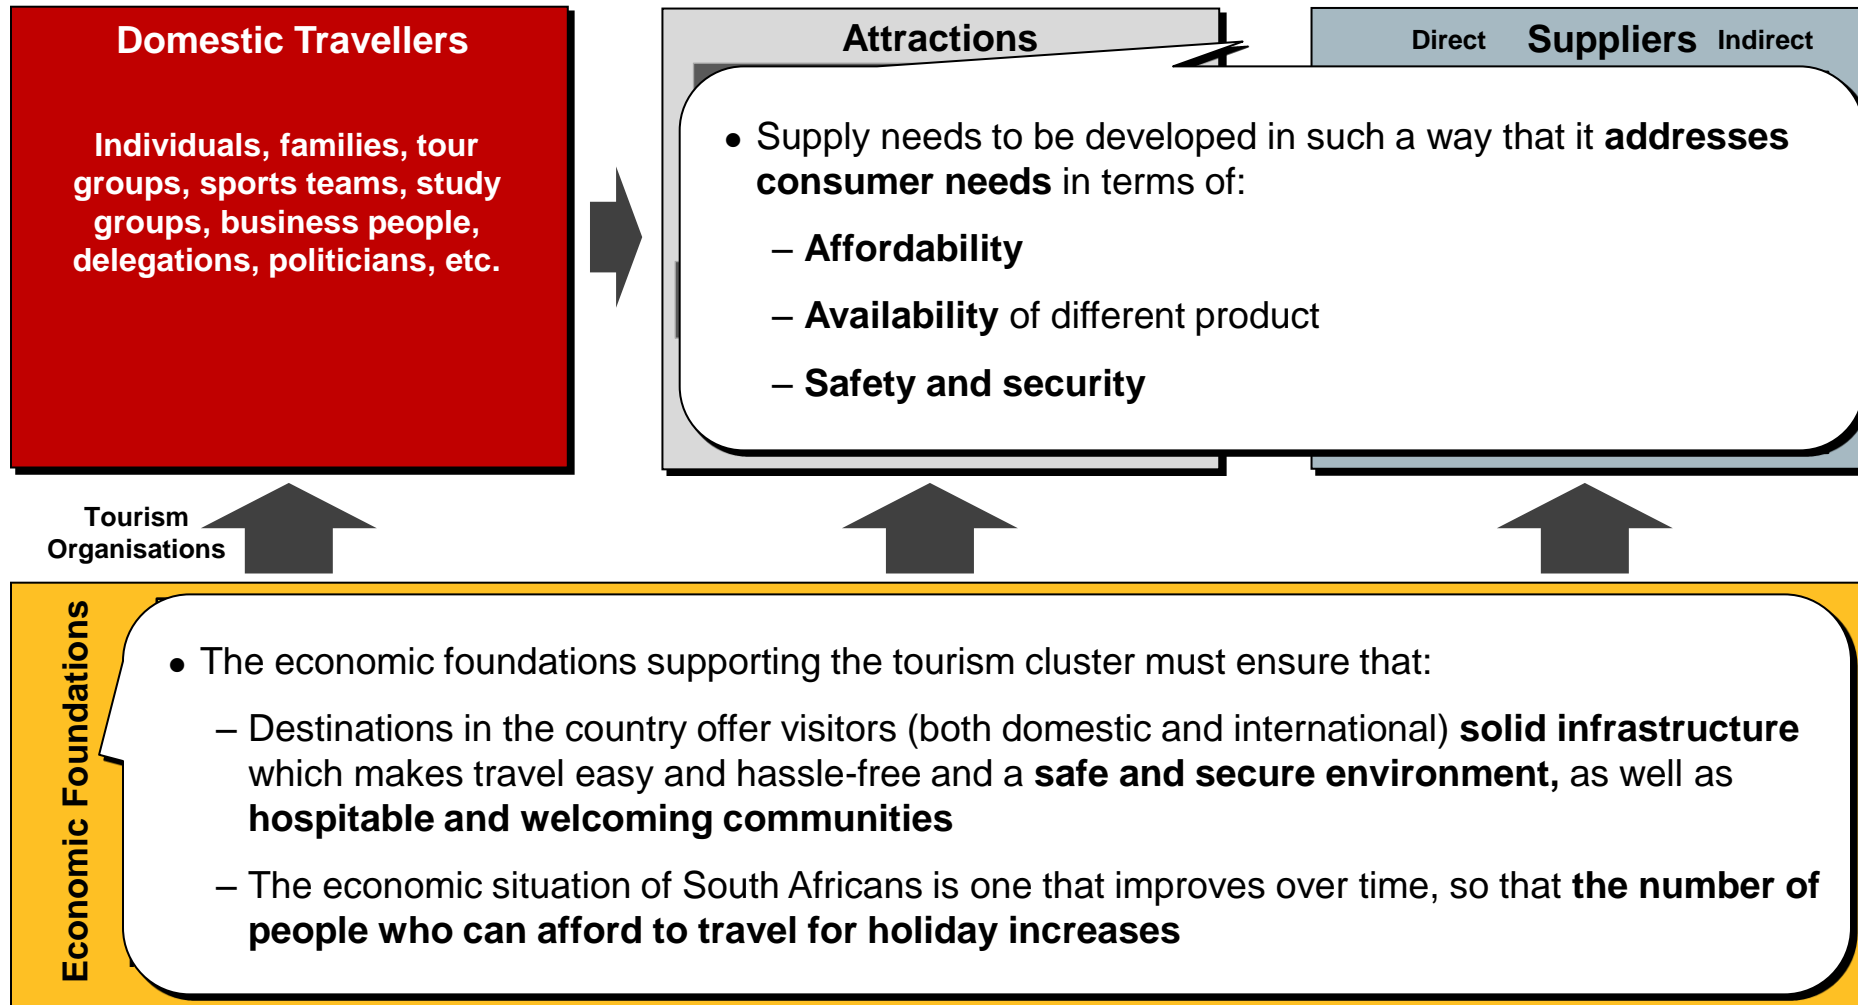 Domestic Travellers
Individuals, families, tour
groups, sports teams, study
groups, business people,
delegations, politicians, etc.
Attractions
Direct Suppliers Indirect
• Supply needs to be developed in such a way that it addresses
consumer needs in terms of:
– Affordability
– Availability of different product
– Safety and security
Tourism
Organisations
Economic Foundations
• The economic foundations supporting the tourism cluster must ensure that:
– Destinations in the country offer visitors (both domestic and international) solid infrastructure
which makes travel easy and hassle-free and a safe and secure environment, as well as
hospitable and welcoming communities
– The economic situation of South Africans is one that improves over time, so that the number of
people who can afford to travel for holiday increases